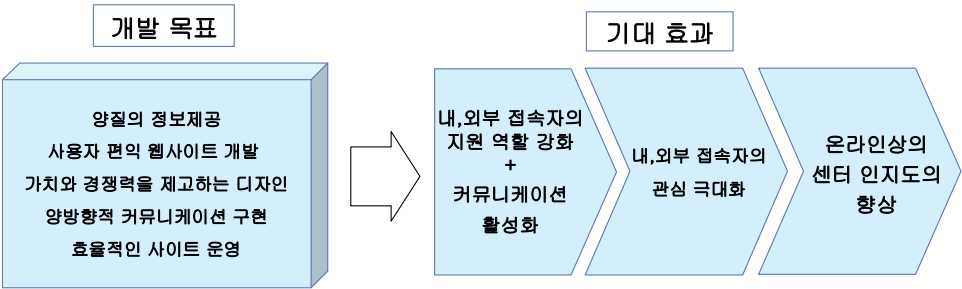 개발 목표
양질의 정보제공
사용자 편익 웹사이트 개발
가치와 경쟁력을 제고하는 디자인
양방향적 커뮤니케이션 구현
효율적인 사이트 운영
기대 효과
내,외부 접속자의
지원 역할 강화
+
커뮤니케이션
활성화
내,외부 접속자의
관심 극대화
온라인상의
센터 인지도의
향상